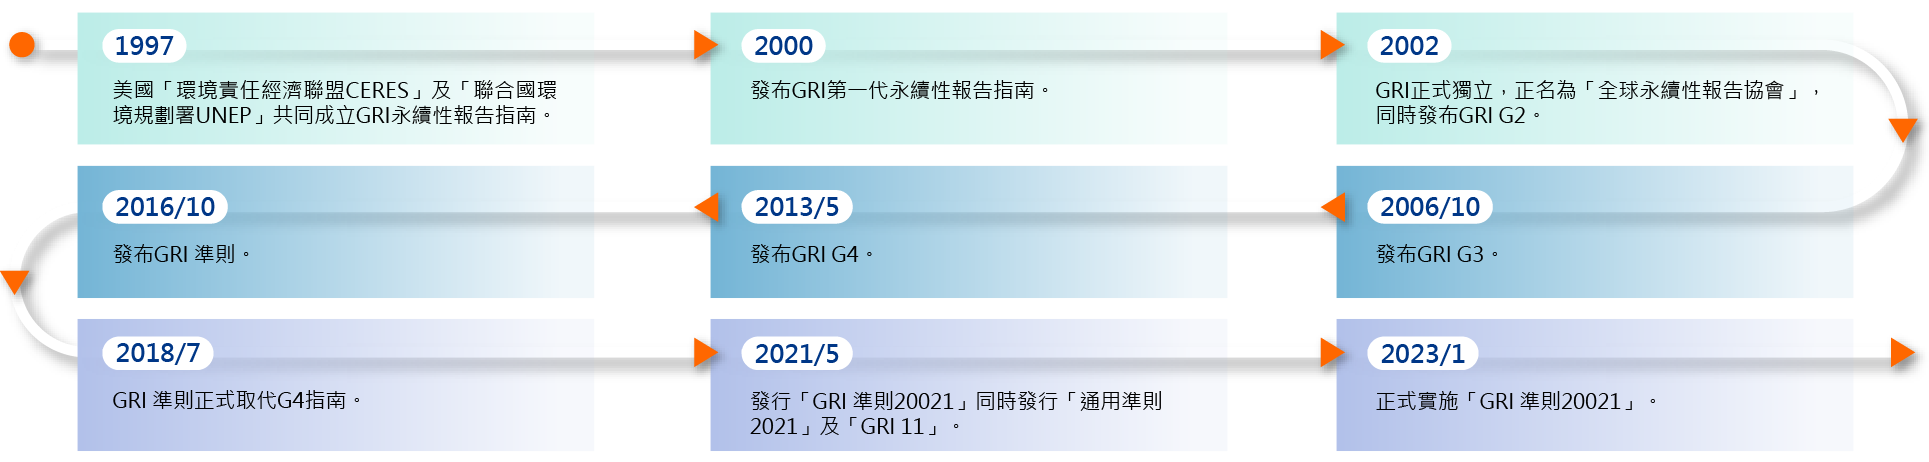 1997
美國「環境責任經濟聯盟CERES」及「聯合國環
境規劃署UNEP」共同成立GRI永續性報告指南。
2000
發布GRI第一代永續性報告指南。
2002
GRI正式獨立，正名為「全球永續性報告協會」，
同時發布GRI G2。
2006/10
發布GRI G3。
2013/5
發布GRI G4。
2016/10
發布GRI 準則。
2018/7
GRI 準則正式取代G4指南。
2021/5
發行「GRI 準則20021」同時發行「通用準則
2021」及「GRI 11」。
2023/1
正式實施「GRI 準則20021」。